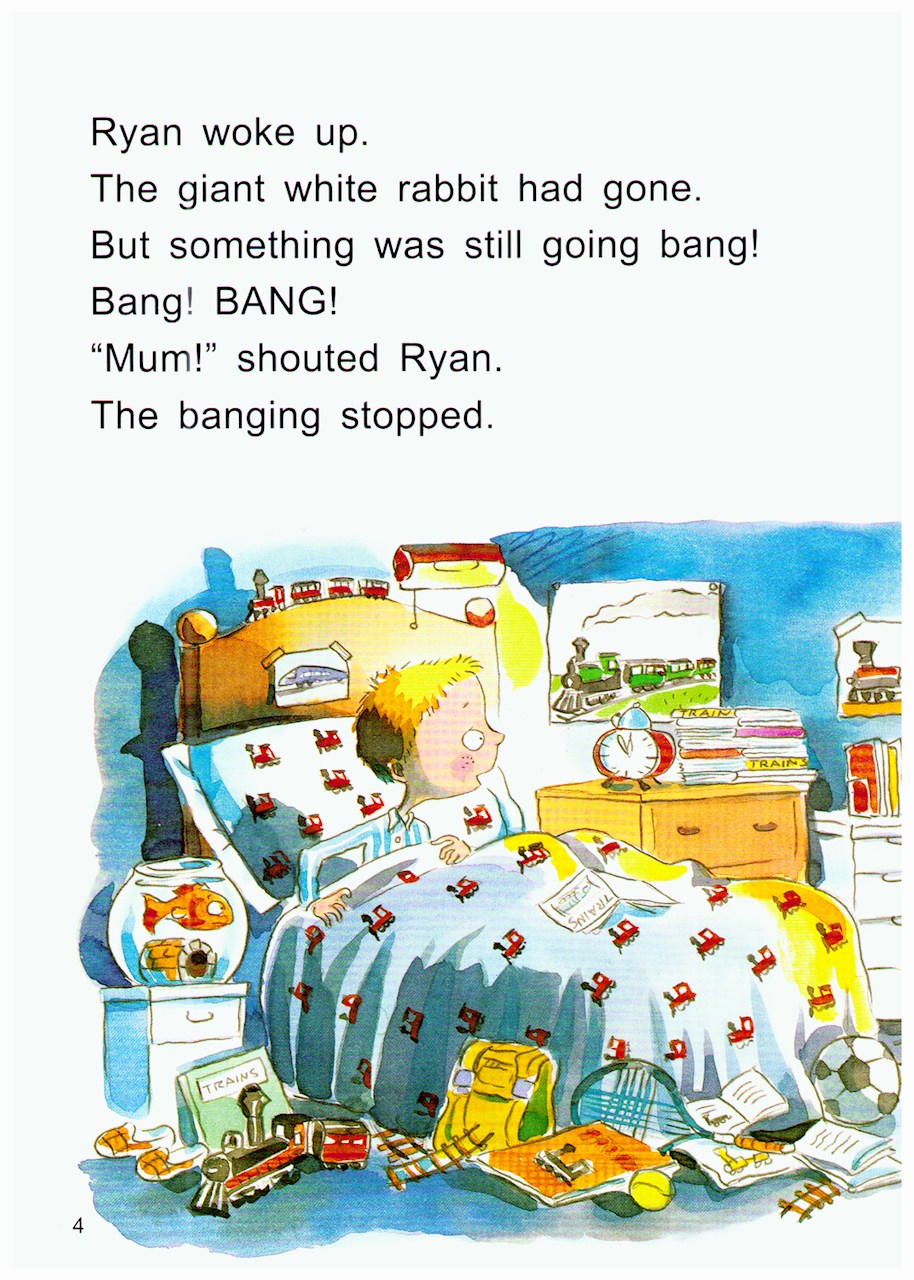 Ryan woke up.
The giant white rabbit had gone.
But something was still going bang!
Bang! BANG!
“Mum!” shouted Ryan.
The banging stopped.
TRAIN
TRAINS
TRAINS
TRAINS
4